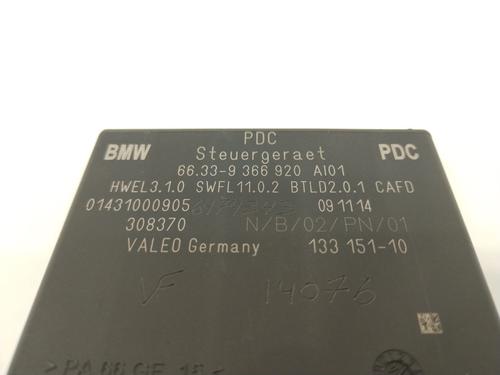 PDC
BMW Steuergeraet PDC
66.33-9 366 920 AI01
HWEL3.1.0 SWFL11.0.2 BTLD2.0.1 CAFD
01431000905 09 11 14
308370 N/B/02/PN/01
VALEO Germany 133 151-10
VF 14076